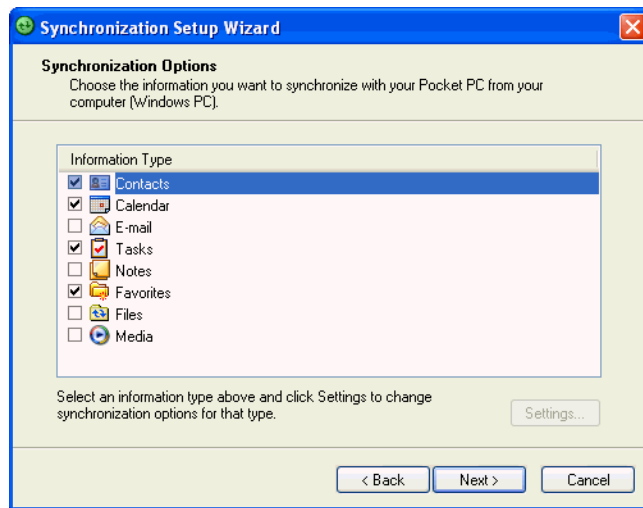 Synchronization Setup Wizard
Synchronization Options
Choose the information you want to synchronize with your Pocket PC from your
computer (Windows PC).
Information Type
Contacts
Calendar
E-mail
Tasks
Notes
Favorites
Files
Media
Select an information type above and click Settings to change
synchronization options for that type.
Settings...
< Back
Next >
Cancel